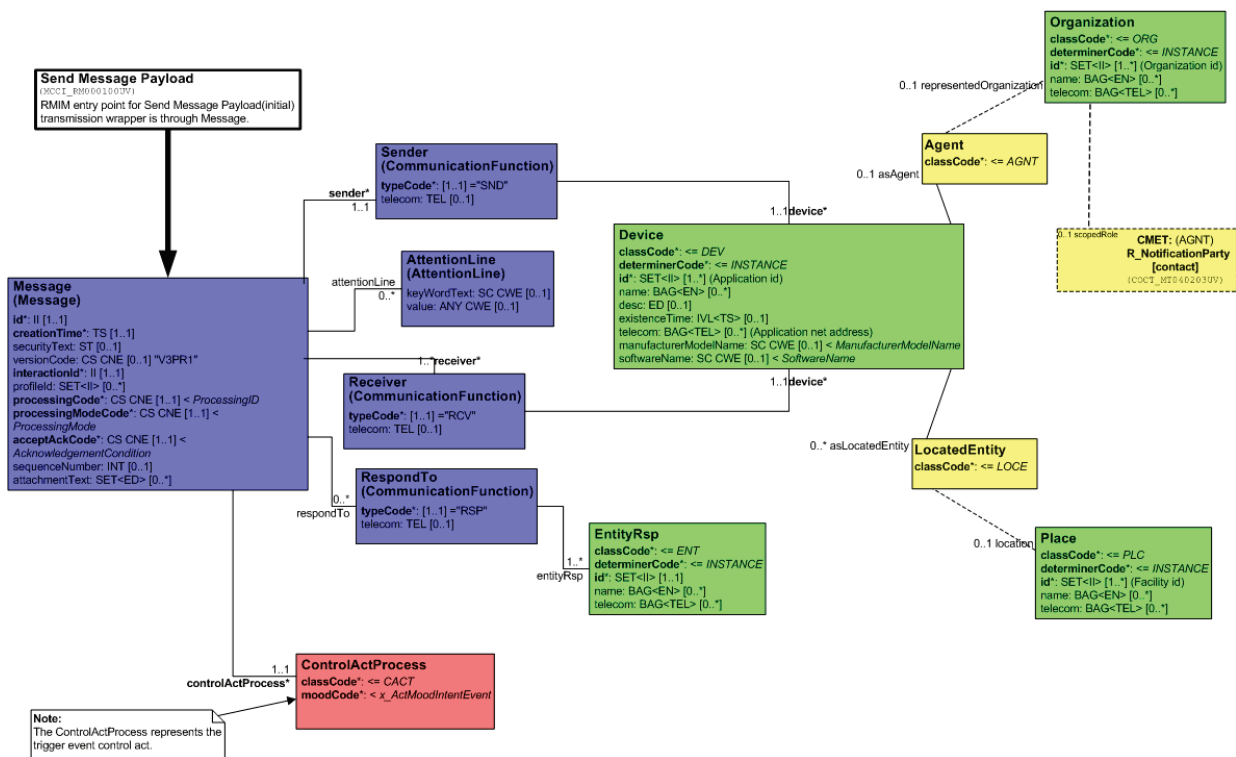 Send Message Payload
(MCCI_RM000100UV)
RMIM entry point for Send Message Payload(initial)
transmission wrapper is through Message.
Message
(Message)
id*: II [1..1]
creationTime*: TS [1..1]
securityText: ST [0..1]
versionCode: CS CNE [0..1] "V3PR1"
interactionId*: II [1..1]
profileId: SET<II> [0..*]
processingCode*: CS CNE [1..1] < ProcessingID
processingModeCode*: CS CNE [1..1] <
ProcessingMode
acceptAckCode*: CS CNE [1..1] <
AcknowledgementCondition
sequenceNumber: INT [0..1]
attachmentText: SET<ED> [0..*]
sender*
1..1
Sender
(CommunicationFunction)
typeCode*: [1..1] ="SND"
telecom: TEL [0..1]
attentionLine
0..*
AttentionLine
(AttentionLine)
keyWordText: SC CWE [0..1]
value: ANY CWE [0..1]
1..*receiver*
Receiver
(CommunicationFunction)
typeCode*: [1..1] ="RCV"
telecom: TEL [0..1]
0..*
respondTo
RespondTo
(CommunicationFunction)
typeCode*: [1..1] ="RSP"
telecom: TEL [0..1]
1..*
entityRsp
EntityRsp
classCode*: <= ENT
determinerCode*: <= INSTANCE
id*: SET<II> [1..1]
name: BAG<EN> [0..*]
telecom: BAG<TEL> [0..*]
1..1
controlActProcess*
ControlActProcess
classCode*: <= CACT
moodCode*: < x_ActMoodIntentEvent
Note:
The ControlActProcess represents the
trigger event control act.
1..1device*
Device
classCode*: <= DEV
determinerCode*: <= INSTANCE
id*: SET<II> [1..*] (Application id)
name: BAG<EN> [0..*]
desc: ED [0..1]
existenceTime: IVL<TS> [0..1]
telecom: BAG<TEL> [0..*] (Application net address)
manufacturerModelName: SC CWE [0..1] < ManufacturerModelName
softwareName: SC CWE [0..1] < SoftwareName
1..1device*
0..1 asAgent
Agent
classCode*: <= AGNT
0..1 representedOrganization
Organization
classCode*: <= ORG
determinerCode*: <= INSTANCE
id*: SET<II> [1..*] (Organization id)
name: BAG<EN> [0..*]
telecom: BAG<TEL> [0..*]
0..1 scopedRole
CMET: (AGNT)
R_NotificationParty
[contact]
(COCT_MT040203UV)
0..* asLocatedEntity
LocatedEntity
classCode*: <= LOCE
0..1 location
Place
classCode*: <= PLC
determinerCode*: <= INSTANCE
id*: SET<II> [1..*] (Facility id)
name: BAG<EN> [0..*]
telecom: BAG<TEL> [0..*]